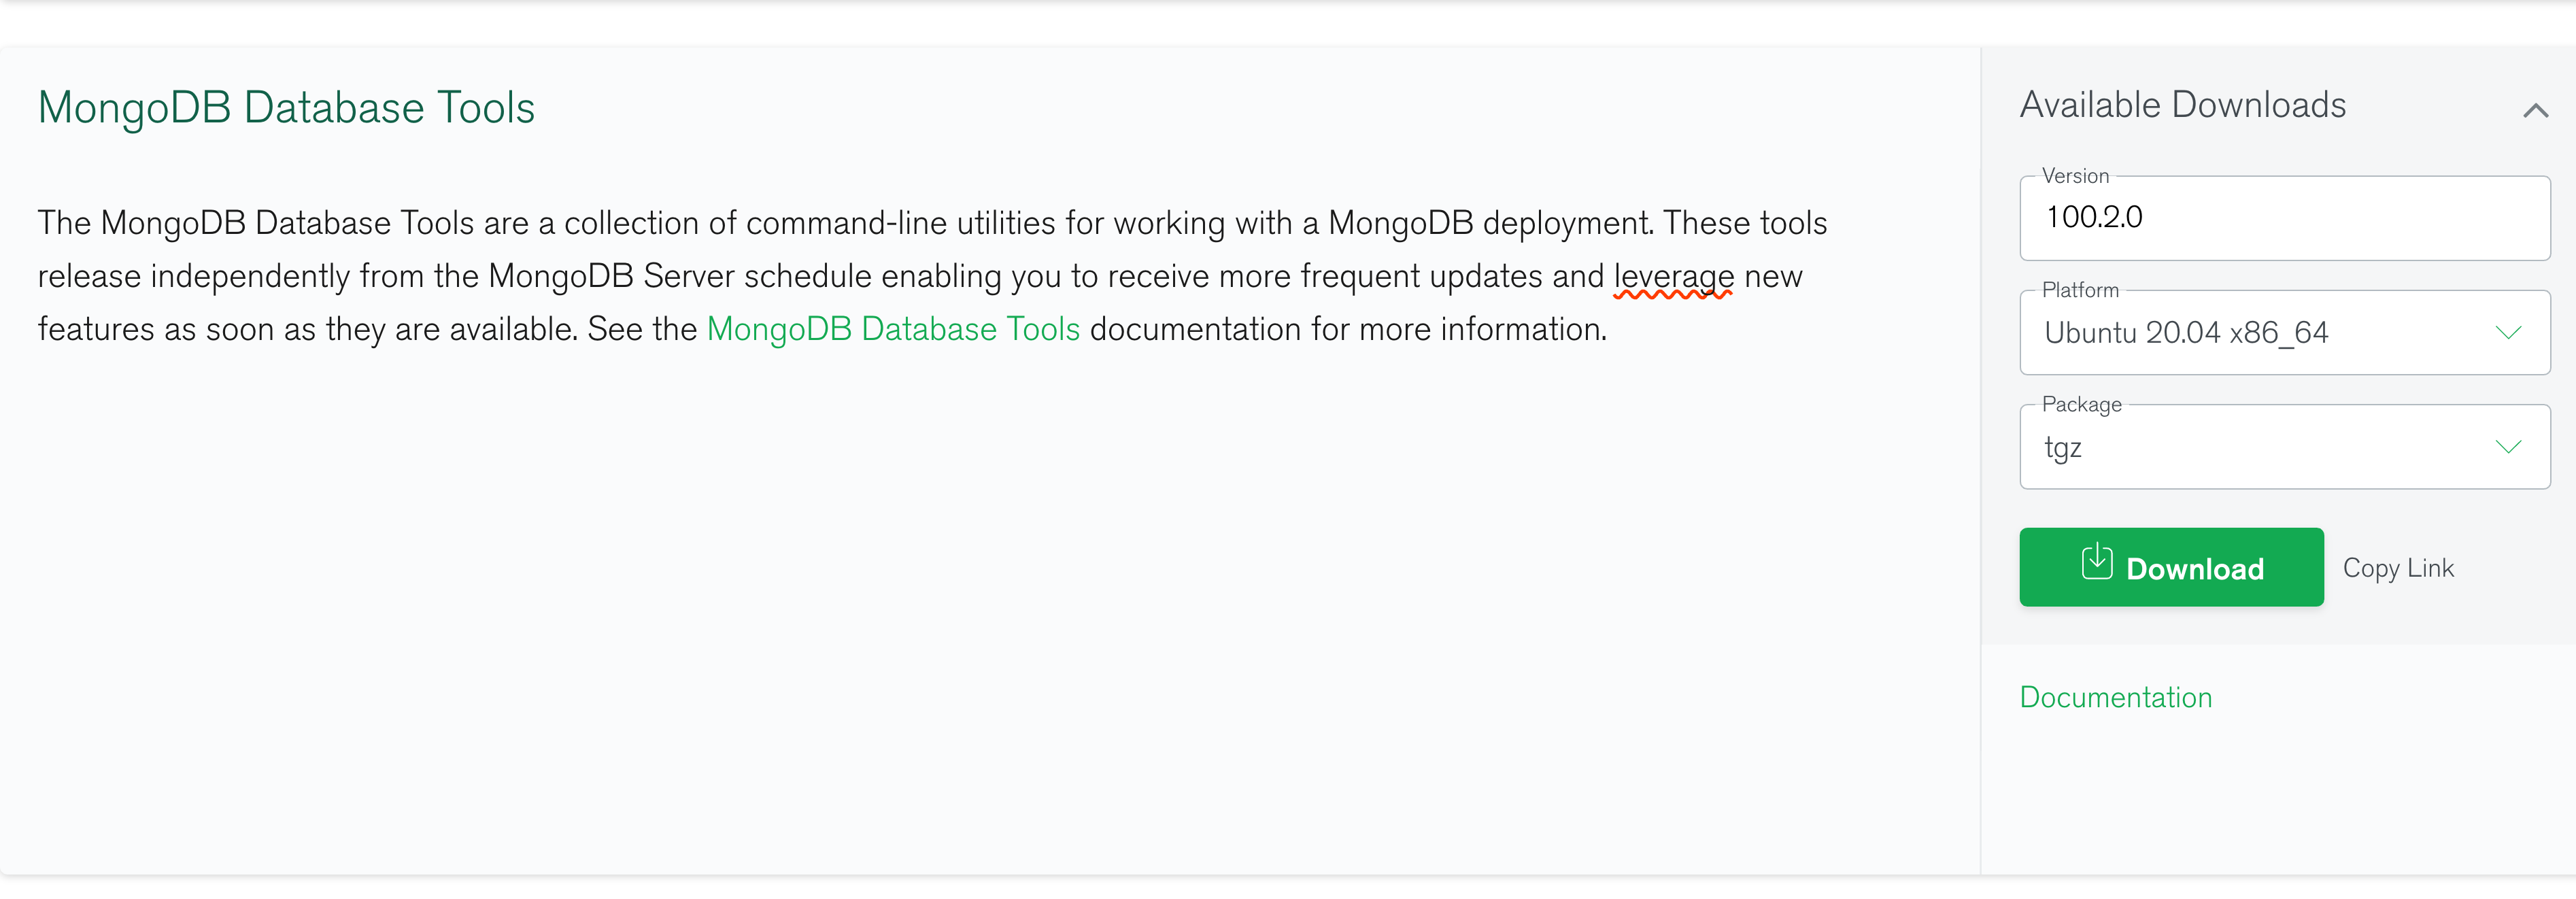 MongoDB Database Tools
The MongoDB Database Tools are a collection of command-line utilities for working with a MongoDB deployment. These tools
release independently from the MongoDB Server schedule enabling you to receive more frequent updates and leverage new
features as soon as they are available. See the MongoDB Database Tools documentation for more information.
Available Downloads
Version
100.2.0
Platform
Ubuntu 20.04 x86_64
Package
tgz
Download
Copy Link
Documentation